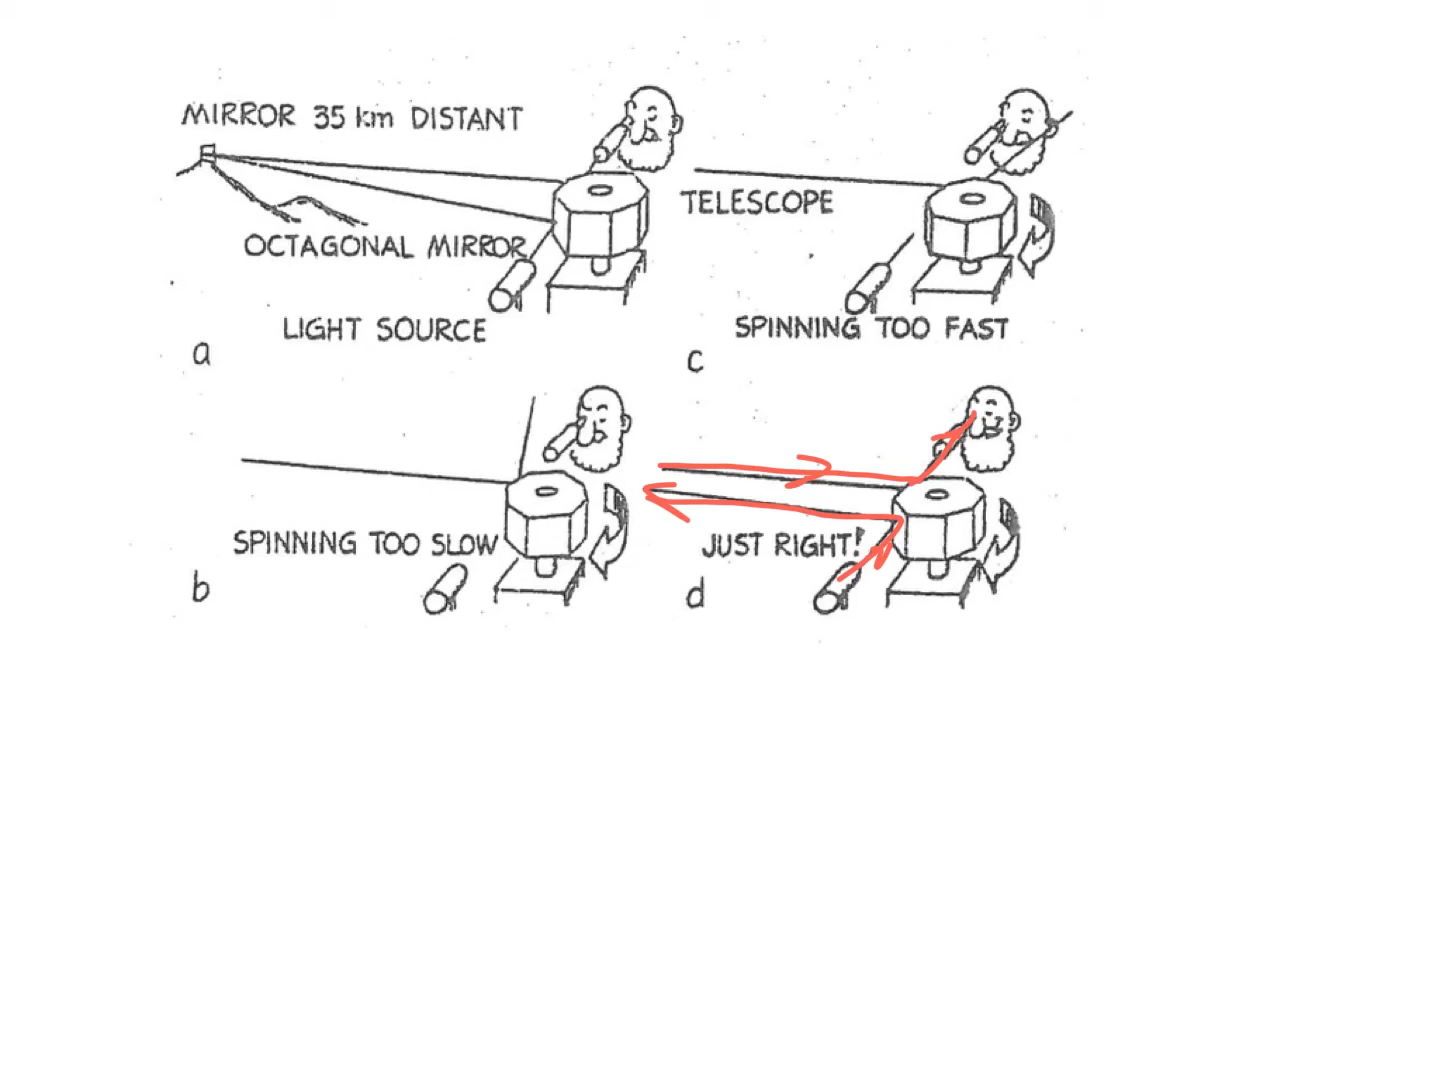 MIRROR 35 km DISTANT
OCTAGONAL MIRROR
LIGHT SOURCE
a
TELESCOPE
SPINNING TOO FAST
c
SPINNING TOO SLOW
b
JUST RIGHT!
d